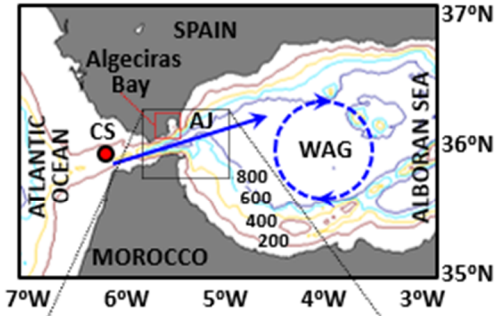 37°N
SPAIN
Algeciras
Bay
AJ
CS
ATLANTIC
OCEAN
WAG
ALBORAN SEA
36°N
800
600
400
200
MOROCCO
35°N
7°W 6°W 5°W 4°W 3°W